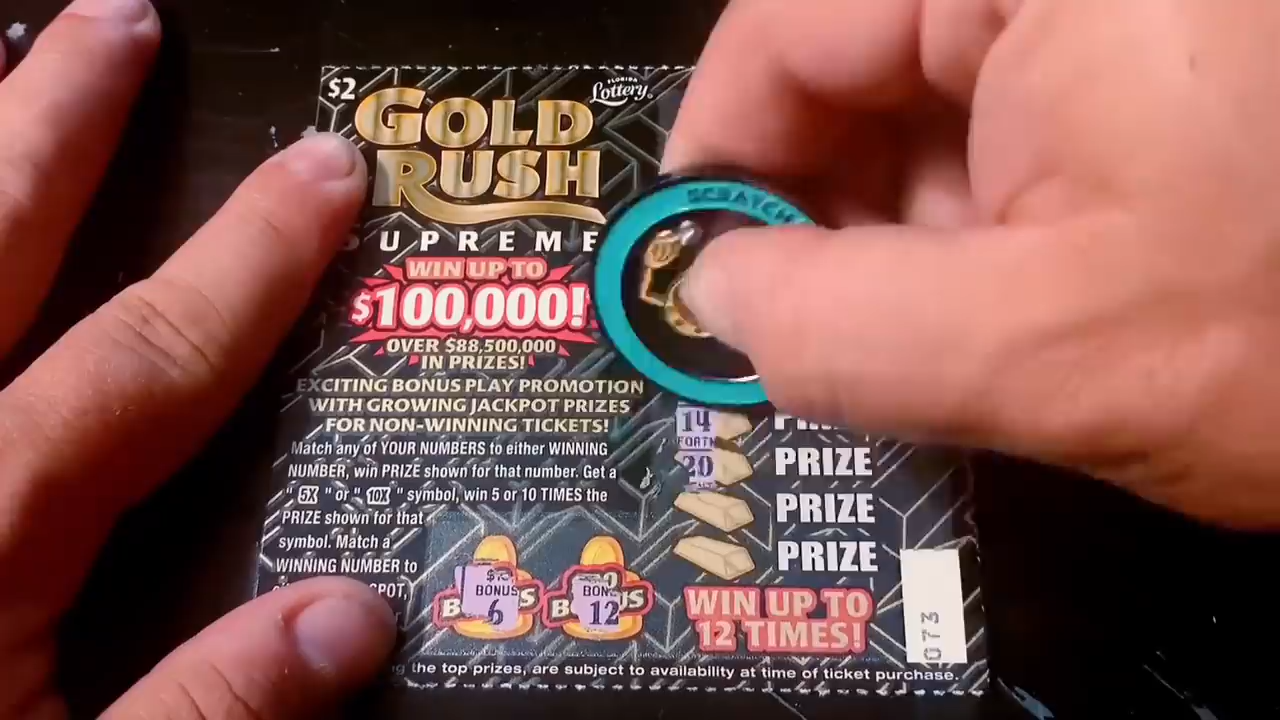 $2
FLORIDA
Lottery
GOLD
RUSH
SUPREME
WIN UP TO
$100,000!
OVER $88,500,000
IN PRIZES!
EXCITING BONUS PLAY PROMOTION
WITH GROWING JACKPOT PRIZES
FOR NON-WINNING TICKETS!
Match any of YOUR NUMBERS to either WINNING
NUMBER, win PRIZE shown for that number. Get a
" 5X " or " 10X " symbol, win 5 or 10 TIMES the
PRIZE shown for that
symbol. Match a
WINNING NUMBER to
SPOT,
BONUS
6
BONUS
12
SCRATCH
14
FORTN
20
PRIZE
PRIZE
PRIZE
WIN UP TO
12 TIMES!
073
the top prizes, are subject to availability at time of ticket purchase.